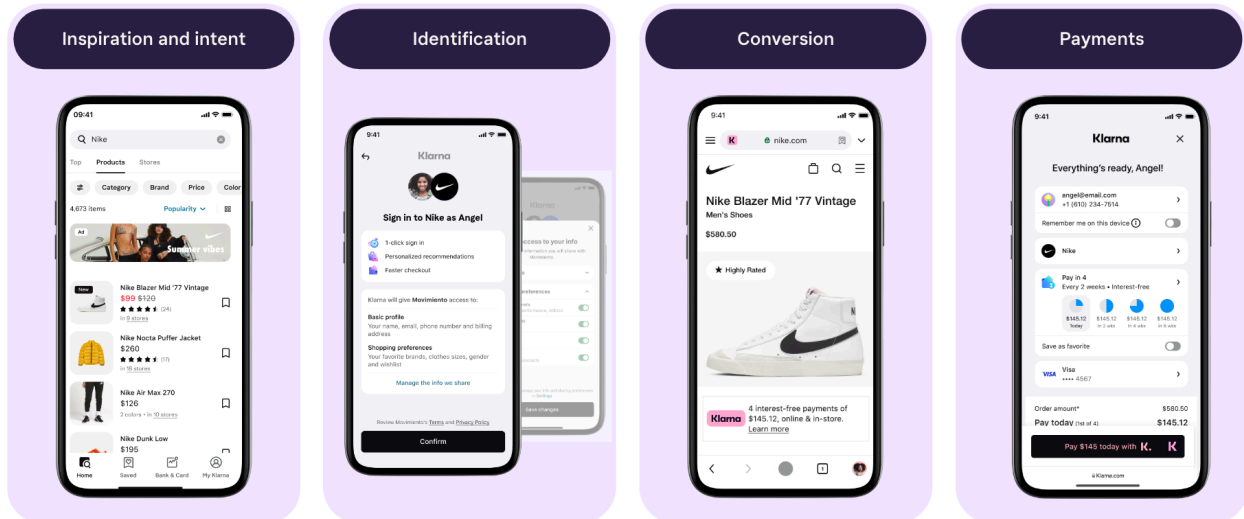 Inspiration and intent
09:41
Nike
Top Products Stores
Category Brand Price Color
4,673 items Popularity
Ad
Summer vibes
New
Nike Blazer Mid '77 Vintage
$99 $120
(24)
in 6 stores
Nike Nocta Puffer Jacket
$260
(17)
in 18 stores
Nike Air Max 270
$126
2 colors • in 10 stores
Nike Dunk Low
$195
Home Saved Bank & Card My Klarna
Identification
9:41
Klarna
Sign in to Nike as Angel
1-click sign in
Personalized recommendations
Faster checkout
Klarna will give Movimiento access to:
Basic profile
Your name, email, phone number and billing
address
Shopping preferences
Your favorite brands, clothes sizes, gender
and wishlist
Manage the info we share
Review Movimiento's Terms and Privacy Policy
Confirm
Klarna
access to your info
preferences
Save changes
Conversion
9:41
K nike.com
Nike Blazer Mid '77 Vintage
Men's Shoes
$580.50
Highly Rated
N
Klarna
4 interest-free payments of
$145.12, online & in-store.
Learn more
1
Payments
9:41
Klarna
Everything's ready, Angel!
angel@email.com
+1 (610) 234-7514
Remember me on this device
Nike
Pay in 4
Every 2 weeks • Interest-free
$145.12 $145.12 $145.12 $145.12
Today in 2 wks in 4 wks in 6 wks
Save as favorite
VISA
Visa
•••• 4567
Order amount* $580.50
Pay today (1st of 4) $145.12
Pay $145 today with K. K
Klarna.com